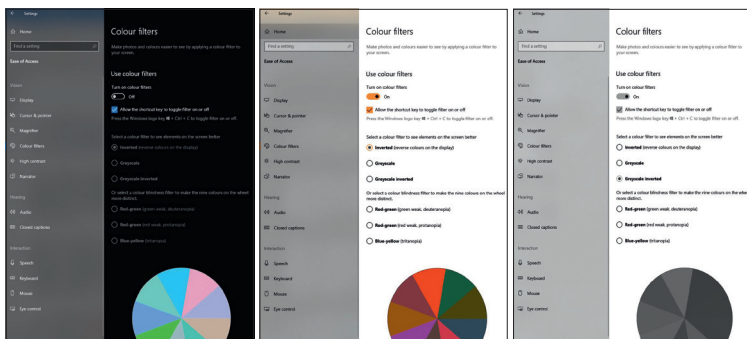 ← Settings
Home
Find a setting
Ease of Access
Vision
Display
Cursor & pointer
Magnifier
Colour filters
High contrast
Narrator
Hearing
Audio
Closed captions
Interaction
Speech
Keyboard
Mouse
Eye control
Colour filters
Make photos and colours easier to see by applying a colour filter to
your screen.
Use colour filters
Turn on colour filters
Off
Allow the shortcut key to toggle filter on or off
Press the Windows logo key + Ctrl + C to toggle filter on or off.
Select a colour filter to see elements on the screen better
Inverted (reverse colours on the display)
Greyscale
Greyscale inverted
Or select a colour blindness filter to make the nine colours on the wheel
more distinct.
Red-green (green weak, deuteranopia)
Red-green (red weak, protanopia)
Blue-yellow (tritanopia)
← Settings
Home
Find a setting
Ease of Access
Vision
Display
Cursor & pointer
Magnifier
Colour filters
High contrast
Narrator
Hearing
Audio
Closed captions
Interaction
Speech
Keyboard
Mouse
Eye control
Colour filters
Make photos and colours easier to see by applying a colour filter to
your screen.
Use colour filters
Turn on colour filters
On
Allow the shortcut key to toggle filter on or off
Press the Windows logo key + Ctrl + C to toggle filter on or off.
Select a colour filter to see elements on the screen better
Inverted (reverse colours on the display)
Greyscale
Greyscale inverted
Or select a colour blindness filter to make the nine colours on the wheel
more distinct.
Red-green (green weak, deuteranopia)
Red-green (red weak, protanopia)
Blue-yellow (tritanopia)
← Settings
Home
Find a setting
Ease of Access
Vision
Display
Cursor & pointer
Magnifier
Colour filters
High contrast
Narrator
Hearing
Audio
Closed captions
Interaction
Speech
Keyboard
Mouse
Eye control
Colour filters
Make photos and colours easier to see by applying a colour filter to
your screen.
Use colour filters
Turn on colour filters
On
Allow the shortcut key to toggle filter on or off
Press the Windows logo key + Ctrl + C to toggle filter on or off.
Select a colour filter to see elements on the screen better
Inverted (reverse colours on the display)
Greyscale
Greyscale inverted
Or select a colour blindness filter to make the nine colours on the whee
more distinct.
Red-green (green weak, deuteranopia)
Red-green (red weak, protanopia)
Blue-yellow (tritanopia)